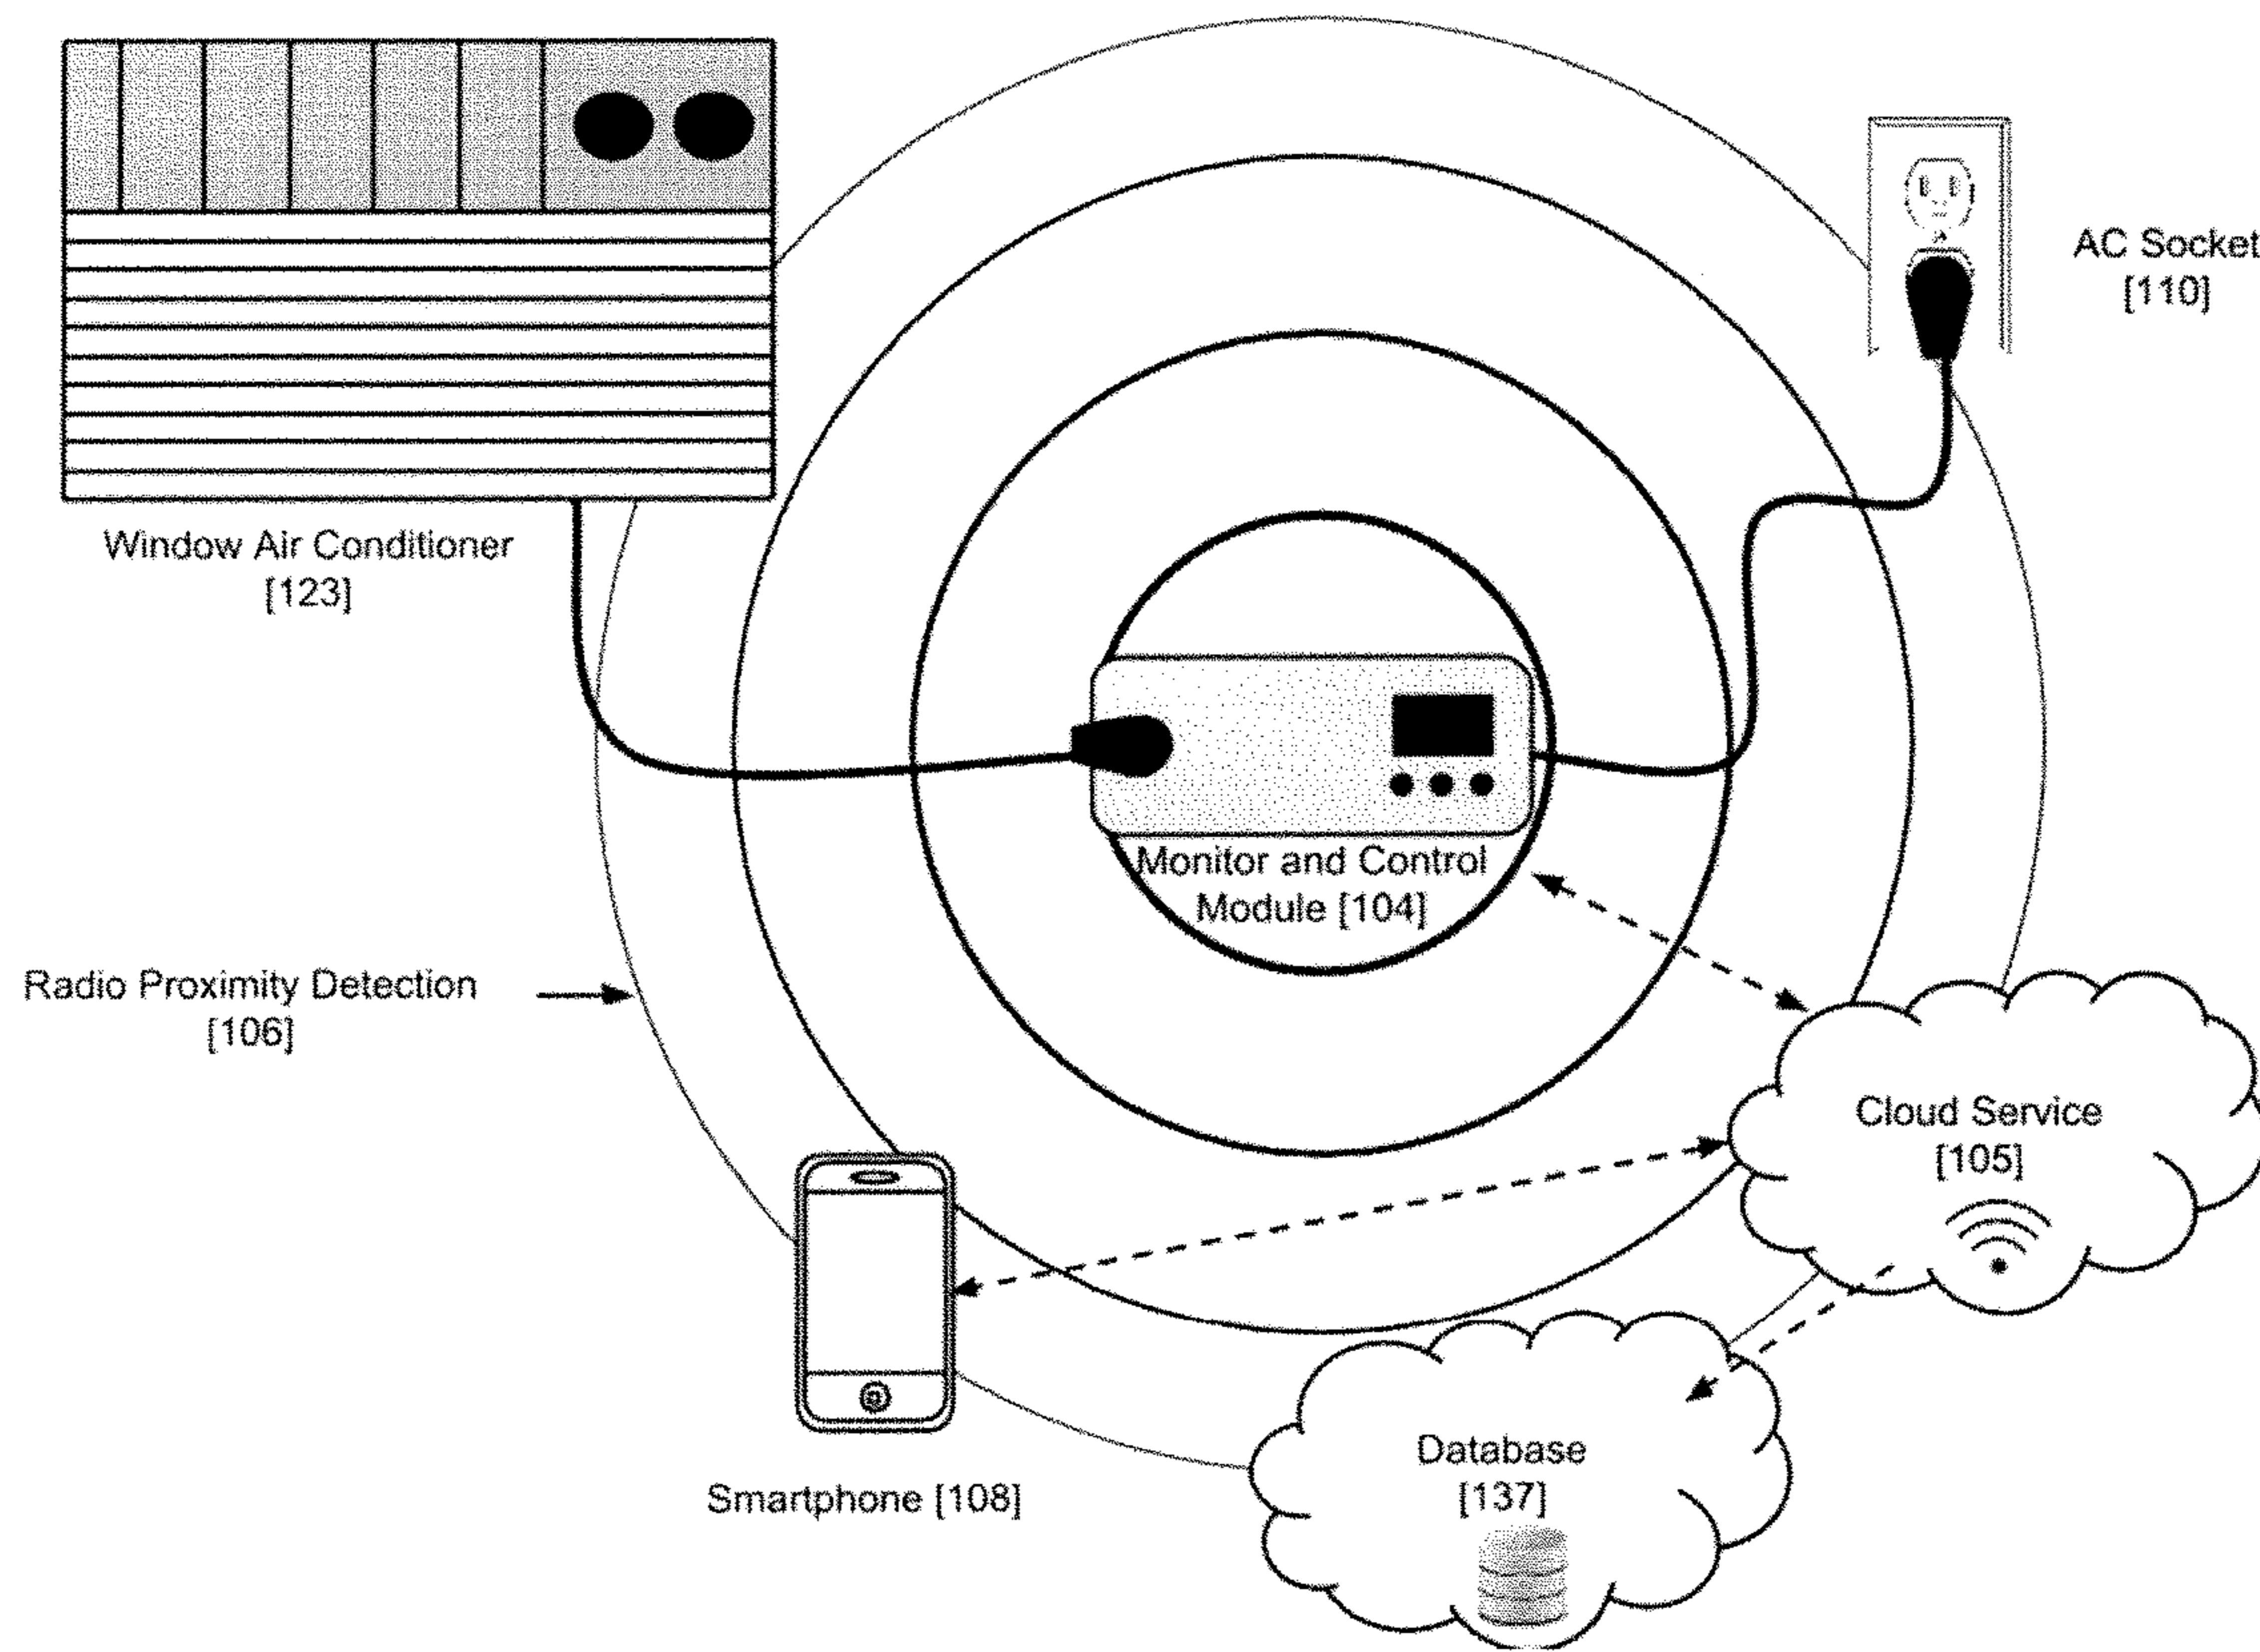 AC Socket
[110]
Window Air Conditioner
[123]
Monitor and Control
Module [104]
Radio Proximity Detection
[106]
Cloud Service
[105]
Database
[137]
Smartphone [108]